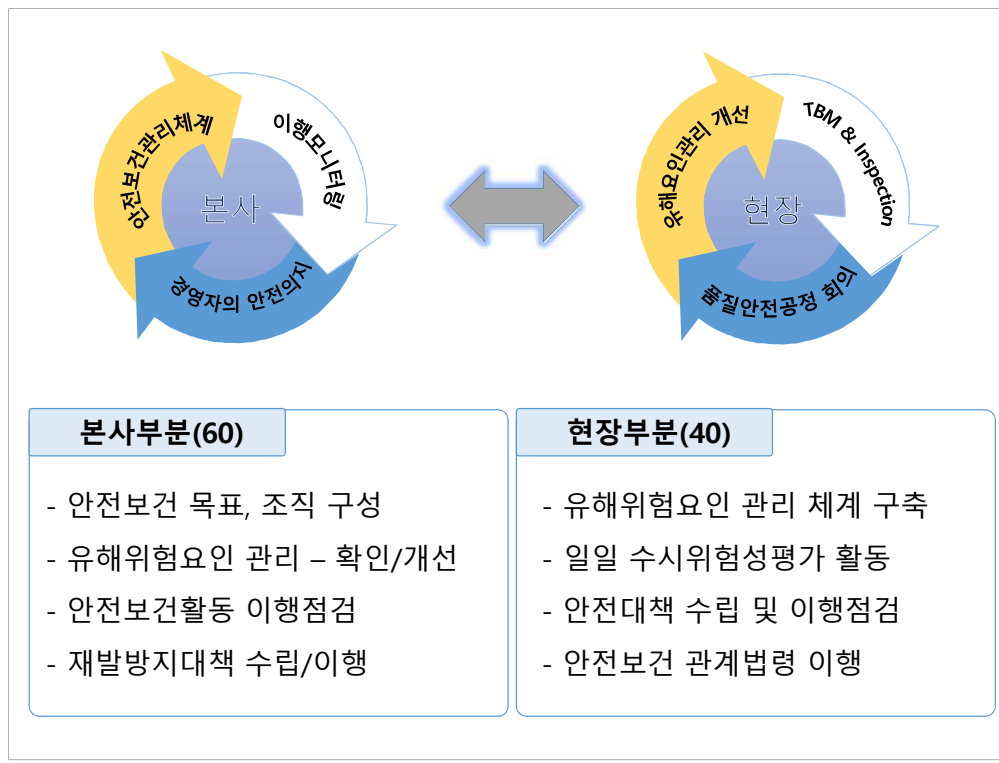 안전보건관리체계
이행모니터링
본사
경영자의 안전의지
유해요인관리 개선
TBM & Inspection
현장
품질안전공정 회의
본사부분(60)
- 안전보건 목표, 조직 구성
- 유해위험요인 관리 – 확인/개선
- 안전보건활동 이행점검
- 재발방지대책 수립/이행
현장부분(40)
- 유해위험요인 관리 체계 구축
- 일일 수시위험성평가 활동
- 안전대책 수립 및 이행점검
- 안전보건 관계법령 이행